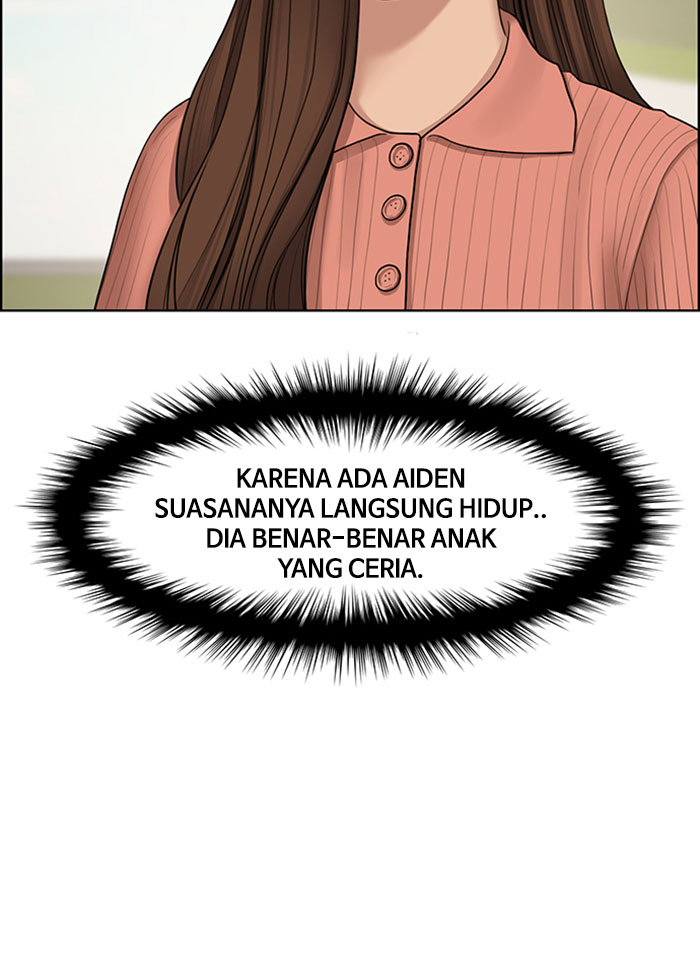 KARENA ADA AIDEN
SUASANANYA LANGSUNG HIDUP..
DIA BENAR-BENAR ANAK
YANG CERIA.